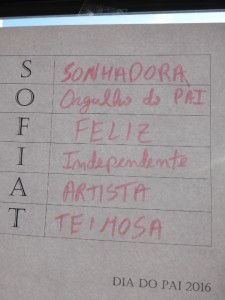 S SONHADORA
O Orgulho do PAI
F FELIZ
I Independente
A ARTISTA
T TEIMOSA
DIA DO PAI 2016